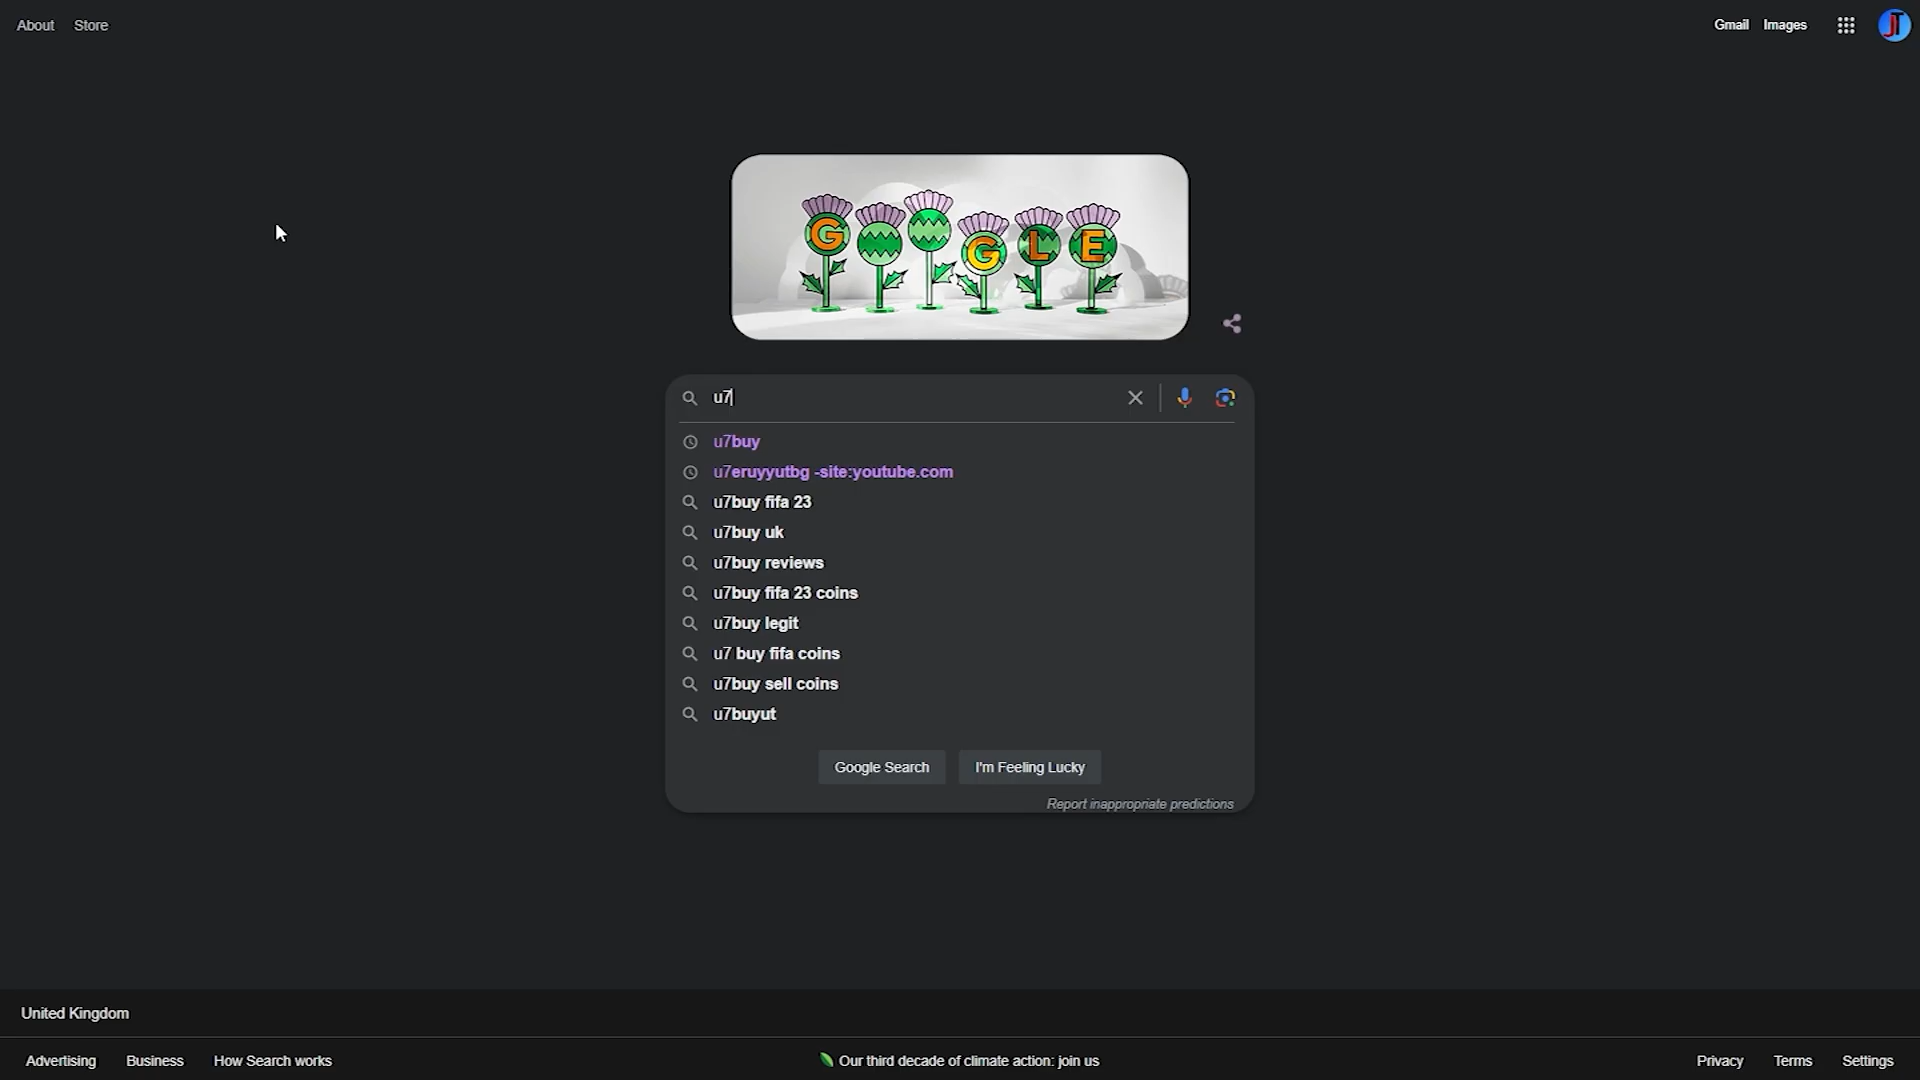 About Store
Gmail Images
JT
GOOGLE
u7
u7buy
u7eruyyutbg -site:youtube.com
u7buy fifa 23
u7buy uk
u7buy reviews
u7buy fifa 23 coins
u7buy legit
u7 buy fifa coins
u7buy sell coins
u7buyut
Google Search I'm Feeling Lucky
Report inappropriate predictions
United Kingdom
Advertising Business How Search works
Our third decade of climate action: join us
Privacy Terms Settings